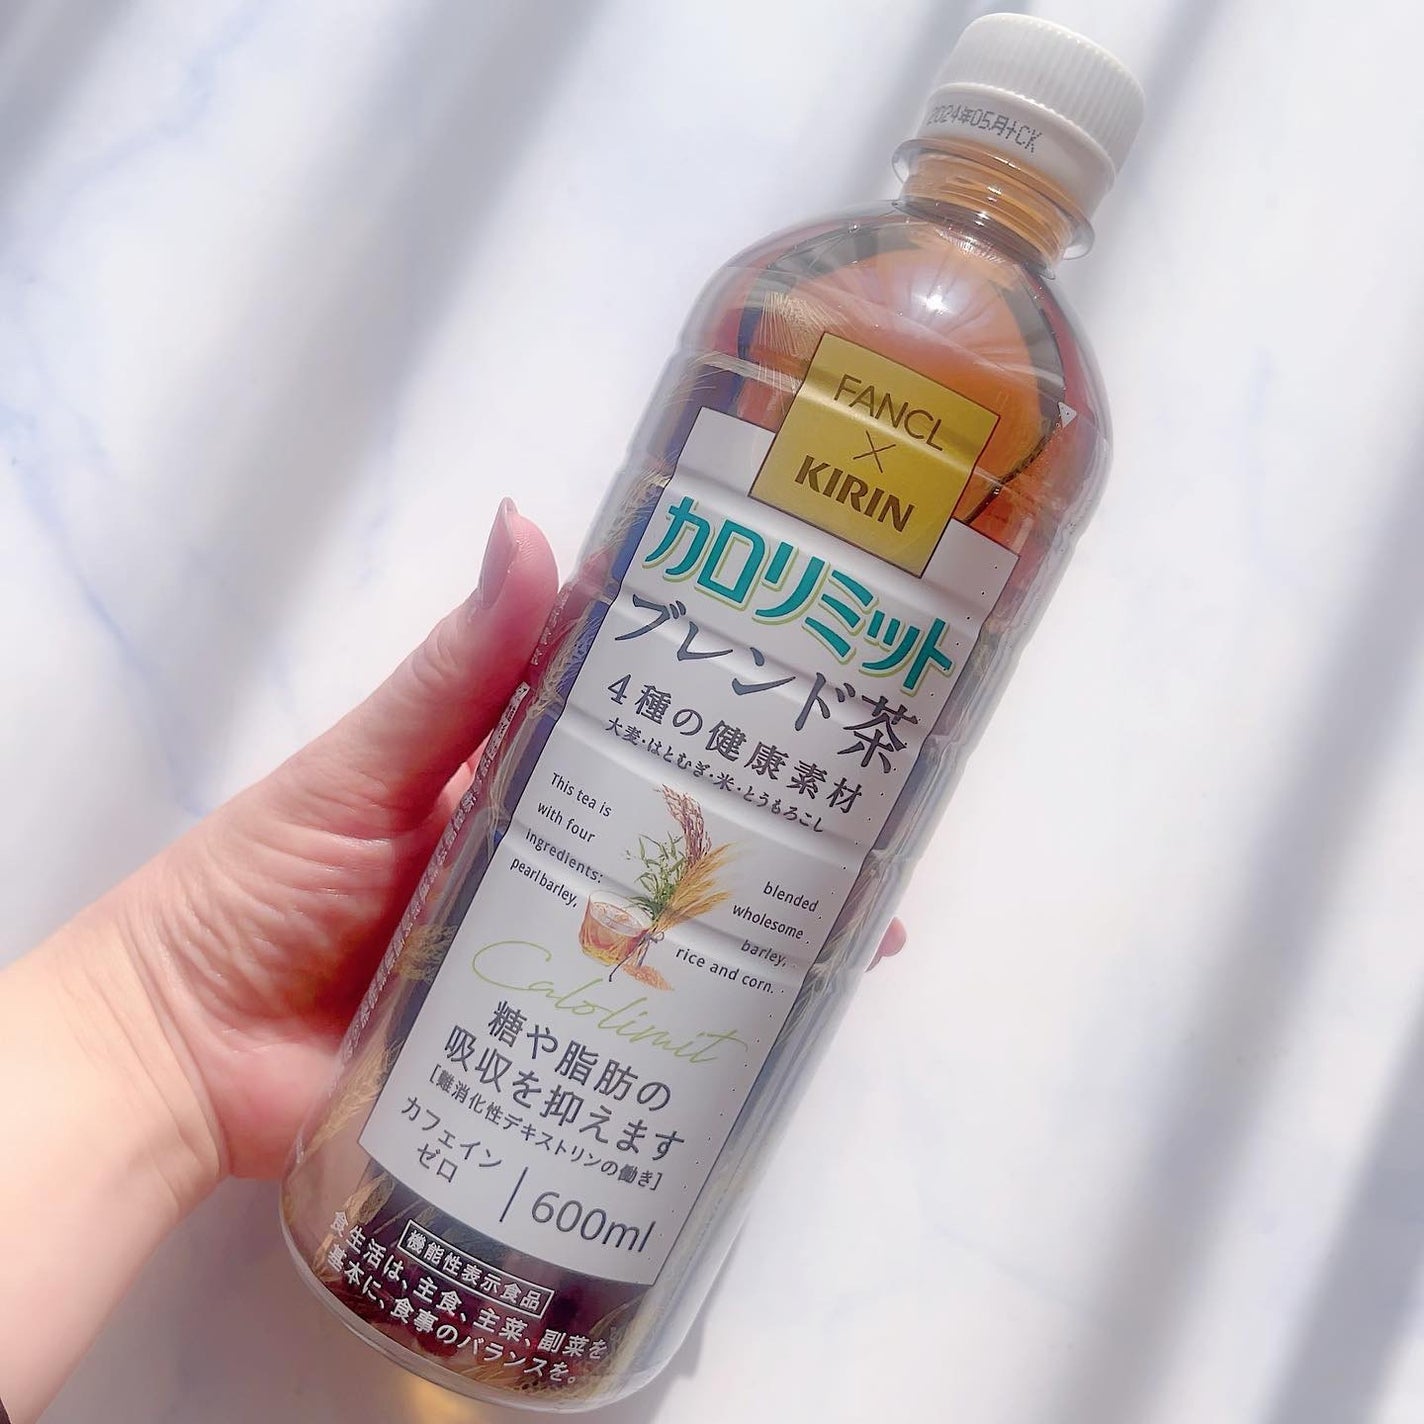 2024年05月+CK
FANCL
×
KIRIN
カロリミット
ブレンド茶
4種の健康素材
大麦・はとむぎ・米・とうもろこし
This tea is blended
with four wholesome
ingredients: barley,
pearl barley, rice and corn.
Calolimit
糖や脂肪の
吸収を抑えます
[難消化性デキストリンの働き]
カフェイン
ゼロ
600ml
機能性表示食品
食生活は、主食、主菜、副菜を
基本に、食事のバランスを。